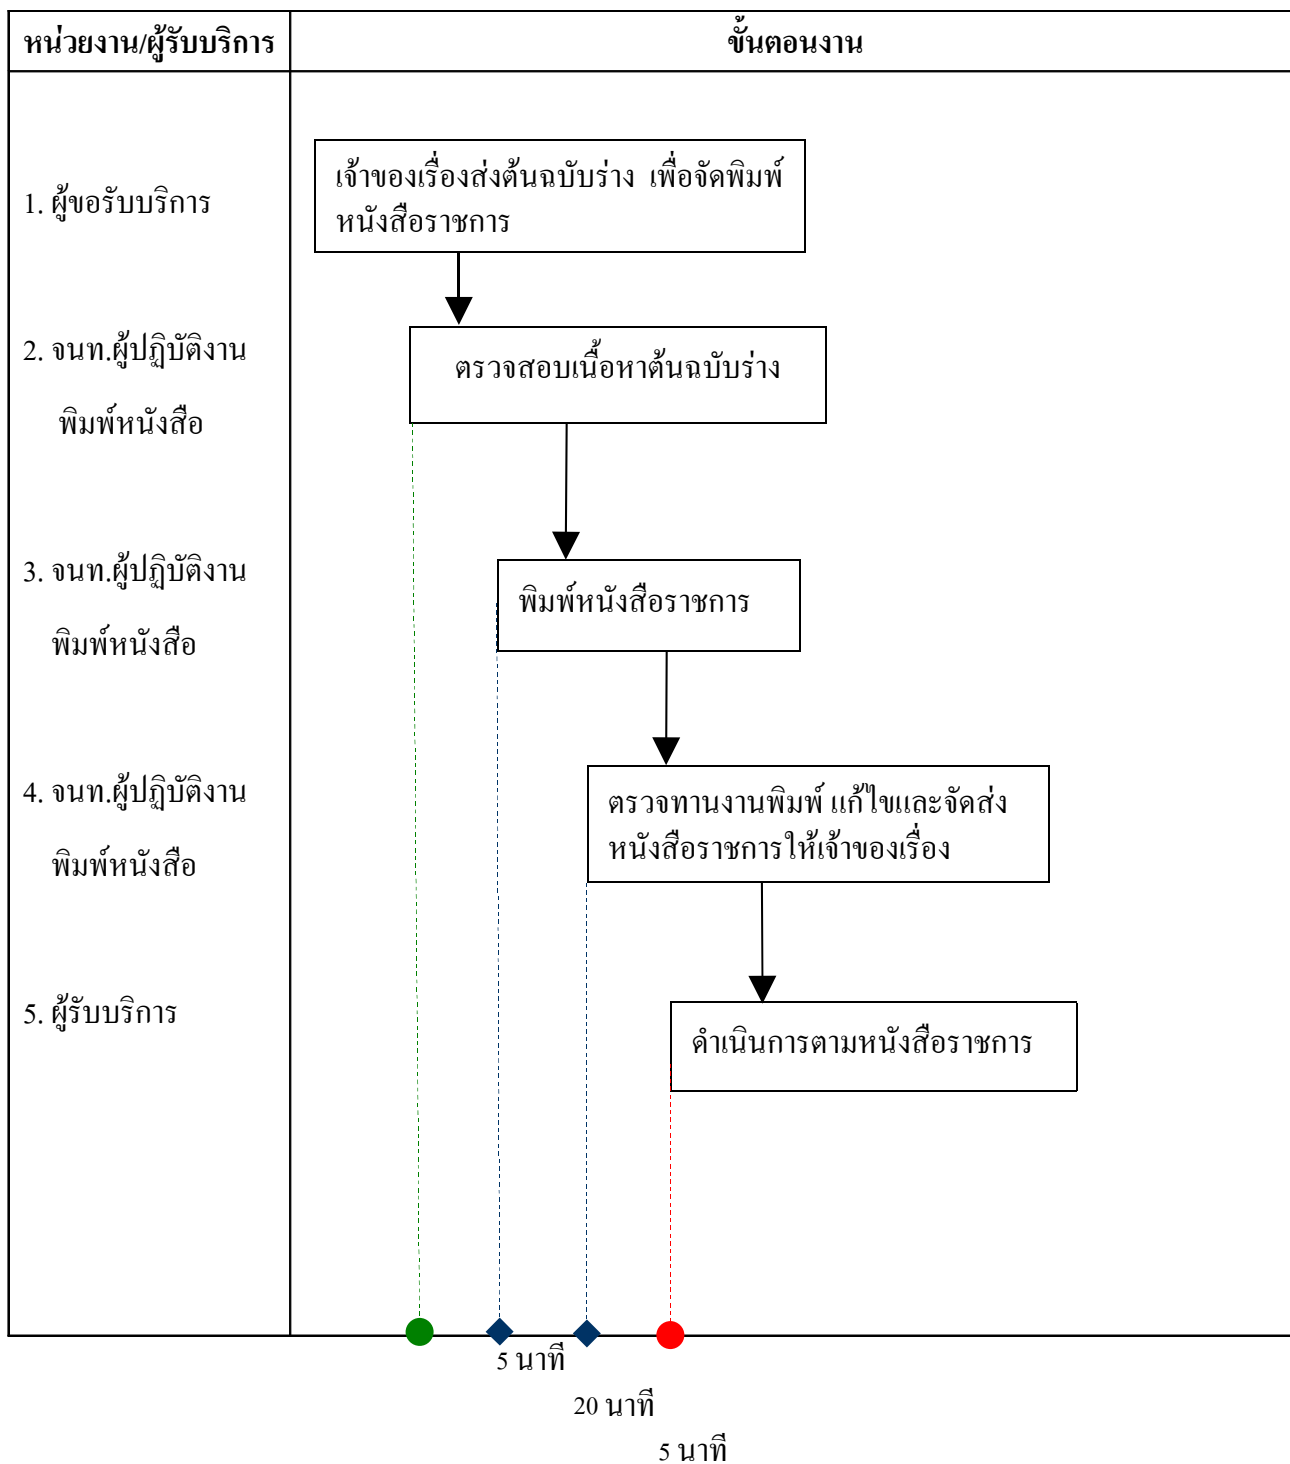 หน่วยงาน/ผู้รับบริการ
ขั้นตอนงาน
1. ผู้ขอรับบริการ
เจ้าของเรื่องส่งต้นฉบับร่าง เพื่อจัดพิมพ์
หนังสือราชการ
2. จนท.ผู้ปฏิบัติงาน
พิมพ์หนังสือ
ตรวจสอบเนื้อหาต้นฉบับร่าง
3. จนท.ผู้ปฏิบัติงาน
พิมพ์หนังสือ
พิมพ์หนังสือราชการ
4. จนท.ผู้ปฏิบัติงาน
พิมพ์หนังสือ
ตรวจทานงานพิมพ์ แก้ไขและจัดส่ง
หนังสือราชการให้เจ้าของเรื่อง
5. ผู้รับบริการ
ดำเนินการตามหนังสือราชการ
5 นาที
20 นาที
5 นาที